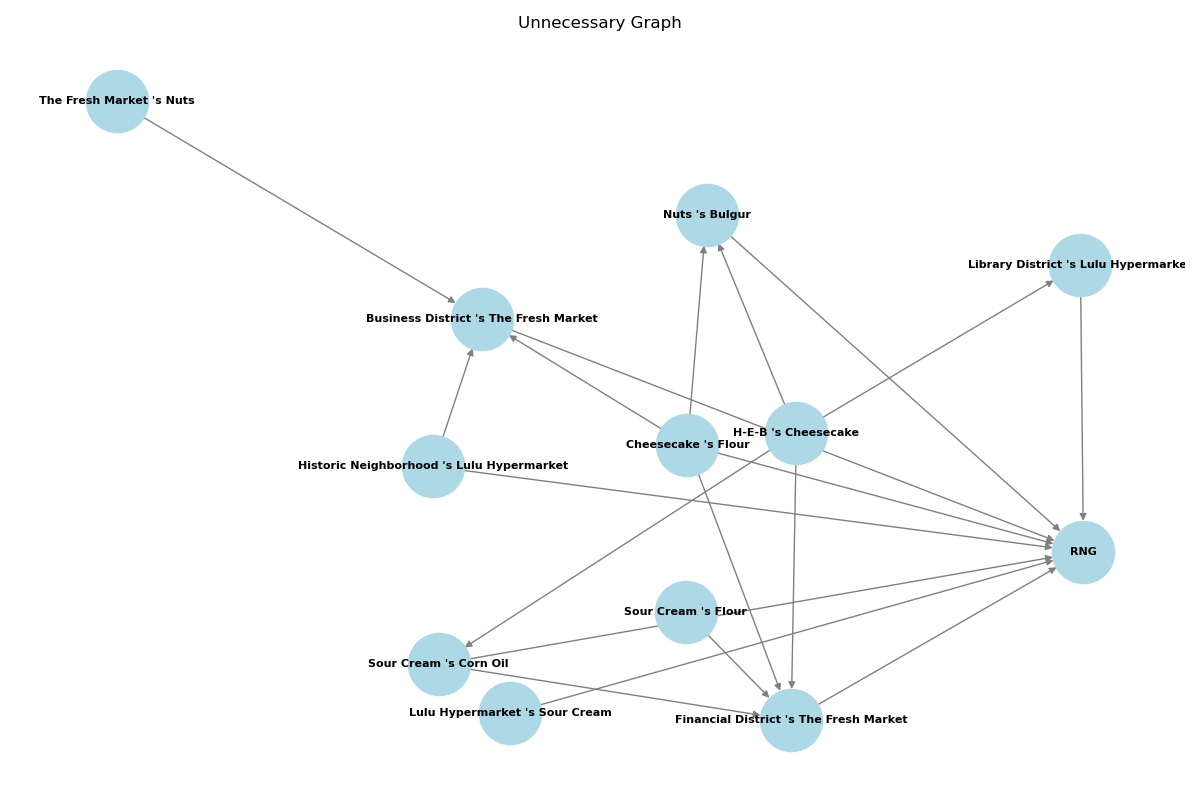 Unnecessary Graph
The Fresh Market 's Nuts
Nuts 's Bulgur
Library District 's Lulu Hypermarke
Business District 's The Fresh Market
H-E-B 's Cheesecake
Cheesecake 's Flour
Historic Neighborhood 's Lulu Hypermarket
RNG
Sour Cream 's Flour
Sour Cream 's Corn Oil
Lulu Hypermarket 's Sour Cream
Financial District 's The Fresh Market